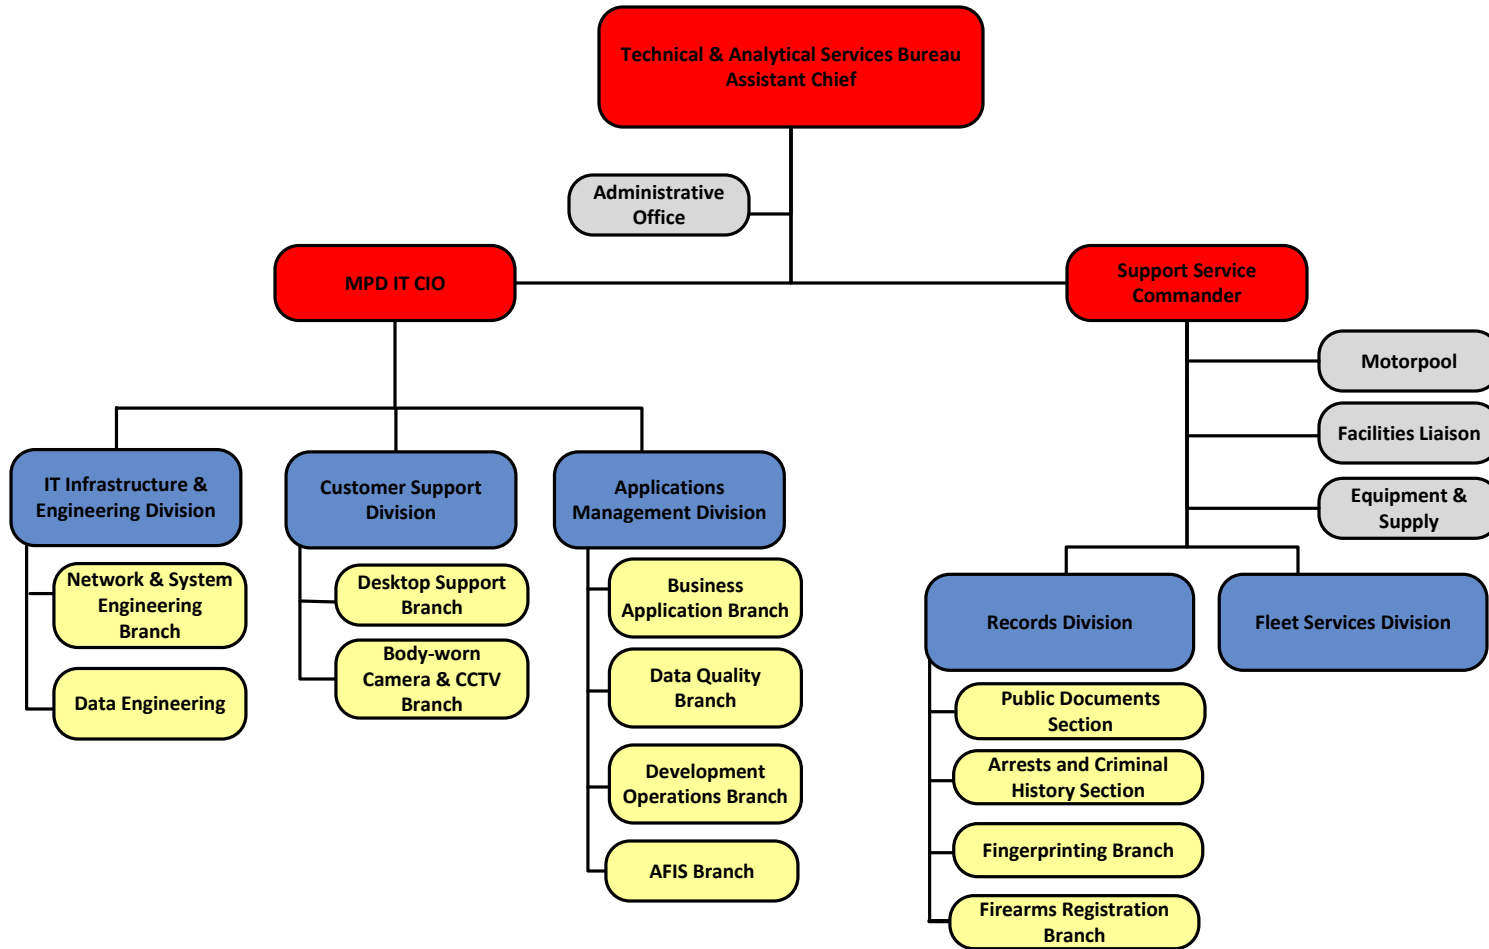 Technical & Analytical Services Bureau
Assistant Chief
Administrative
Office
MPD IT CIO
Support Service
Commander
Motorpool
Facilities Liaison
Equipment &
Supply
IT Infrastructure &
Engineering Division
Customer Support
Division
Applications
Management Division
Network & System
Engineering
Branch
Data Engineering
Desktop Support
Branch
Body-worn
Camera & CCTV
Branch
Business
Application Branch
Data Quality
Branch
Development
Operations Branch
AFIS Branch
Records Division
Fleet Services Division
Public Documents
Section
Arrests and Criminal
History Section
Fingerprinting Branch
Firearms Registration
Branch